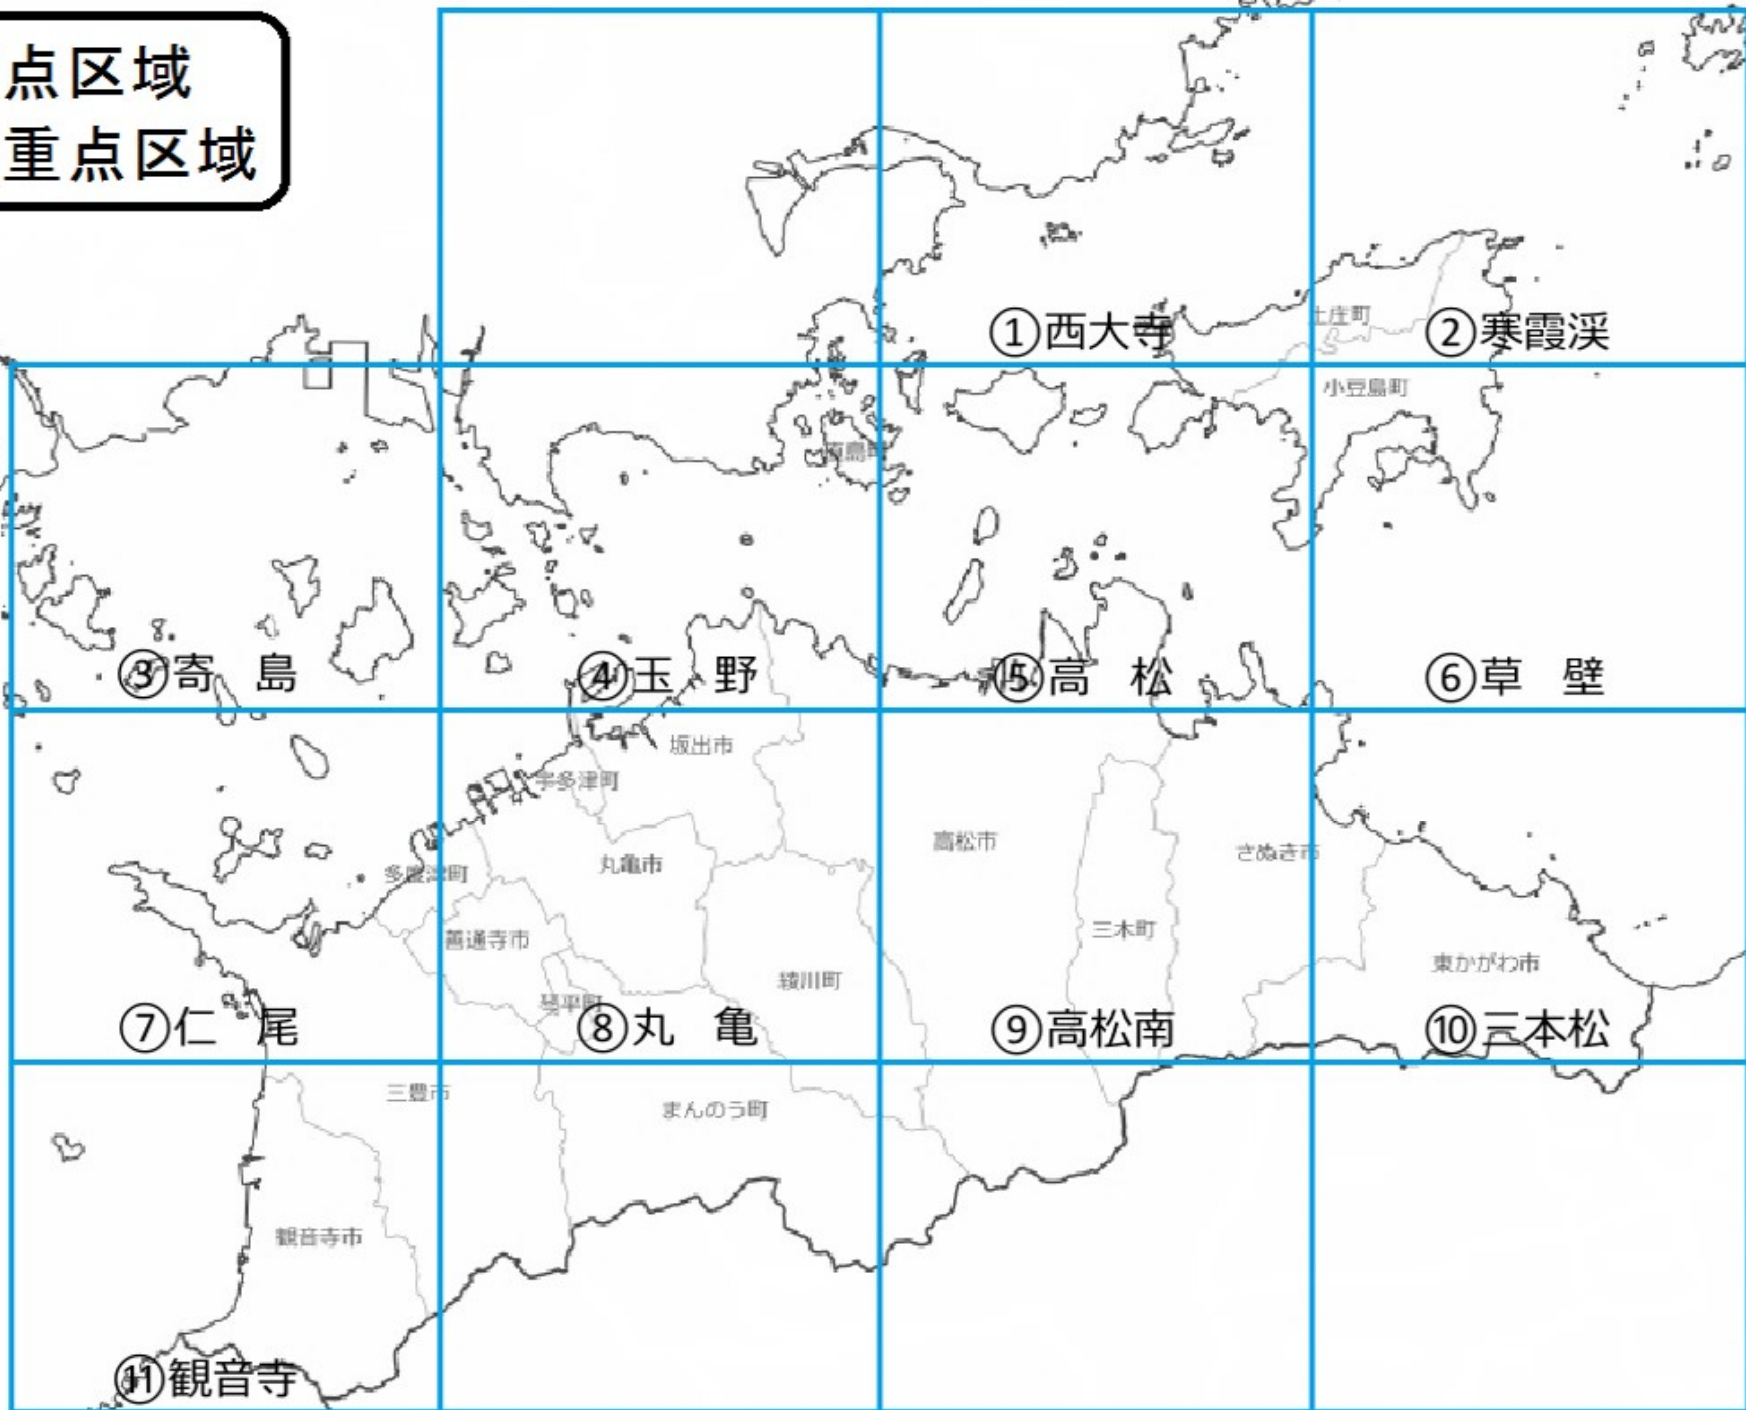 点区域
重点区域
土庄町
①西大寺
②寒霞渓
小豆島町
直島町
③寄 島
④玉 野
⑤高 松
⑥草 壁
坂出市
宇多津町
高松市
さぬき市
丸亀市
多度津町
三木町
善通寺市
東かがわ市
綾川町
琴平町
⑦仁 尾
⑧丸 亀
⑨高松南
⑩三本松
三豊市
まんのう町
観音寺市
⑪観音寺